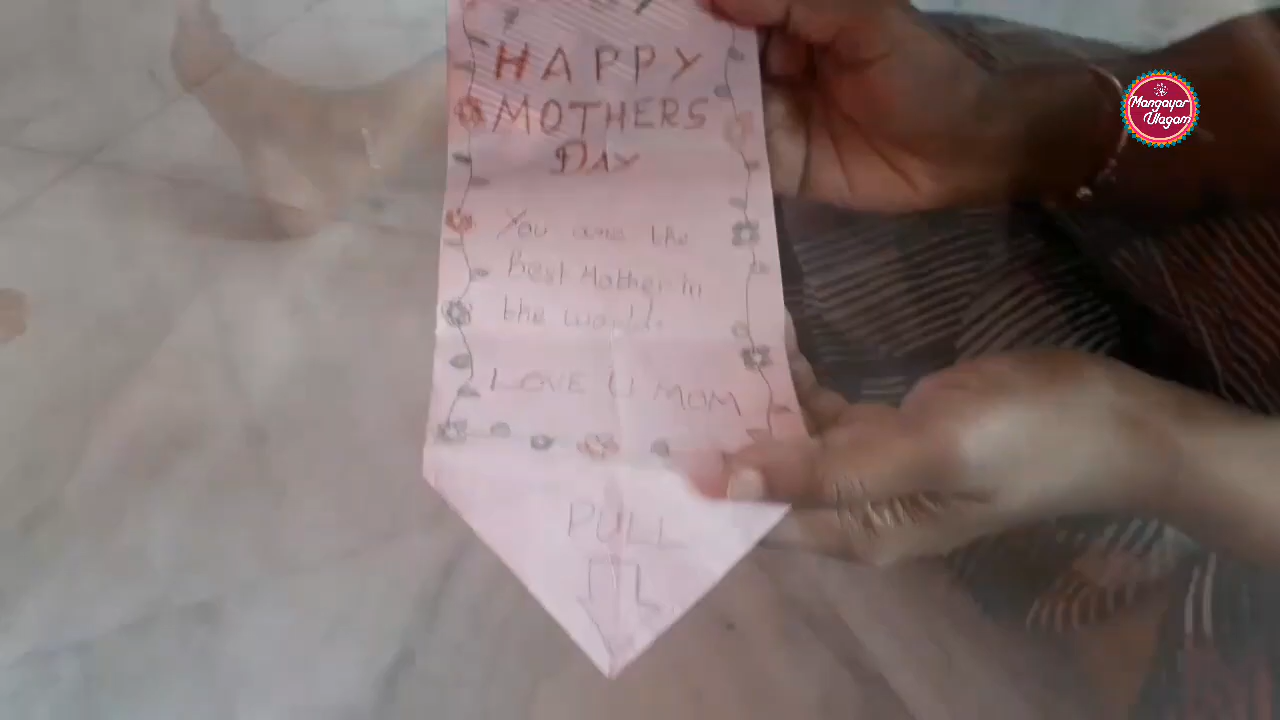 HAPPY
MOTHERS
DAY
You are the
Best Mother in
the world.
LOVE U MOM
PULL
Mangayar
Ulagam